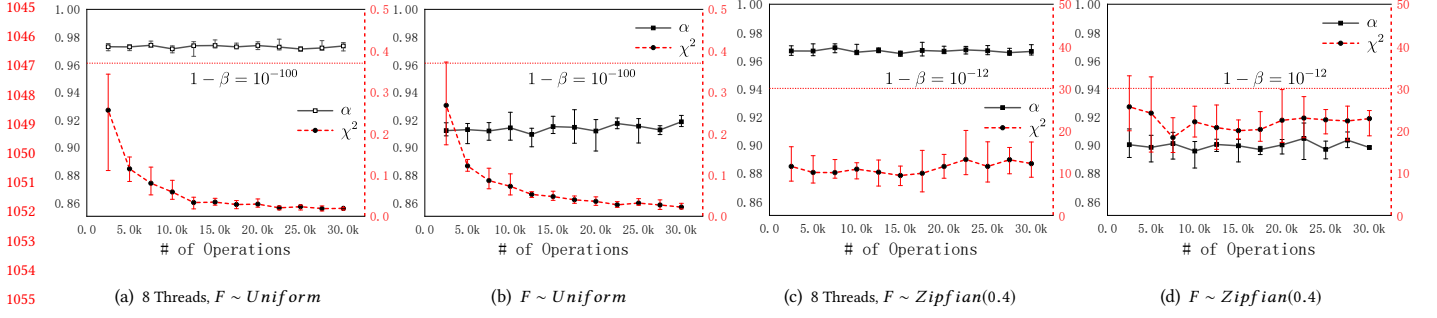 1045
1046
1047
1048
1049
1050
1051
1052
1053
1054
1055
1.00
0.98
0.96
0.94
0.92
0.90
0.88
0.86
0.5
0.4
0.3
0.2
0.1
0.0
1 − β = 10^−100
α
χ^2
0.0 5.0k 10.0k 15.0k 20.0k 25.0k 30.0k
# of Operations
(a) 8 Threads, F ∼ Uniform
1.00
0.98
0.96
0.94
0.92
0.90
0.88
0.86
0.5
0.4
0.3
0.2
0.1
0.0
α
χ^2
1 − β = 10^−100
0.0 5.0k 10.0k 15.0k 20.0k 25.0k 30.0k
# of Operations
(b) F ∼ Uniform
1.00
0.98
0.96
0.94
0.92
0.90
0.88
0.86
50
40
30
20
10
0
1 − β = 10^−12
α
χ^2
0.0 5.0k 10.0k 15.0k 20.0k 25.0k 30.0k
# of Operations
(c) 8 Threads, F ∼ Zipfian(0.4)
1.00
0.98
0.96
0.94
0.92
0.90
0.88
0.86
50
40
30
20
10
0
α
χ^2
1 − β = 10^−12
0.0 5.0k 10.0k 15.0k 20.0k 25.0k 30.0k
# of Operations
(d) F ∼ Zipfian(0.4)